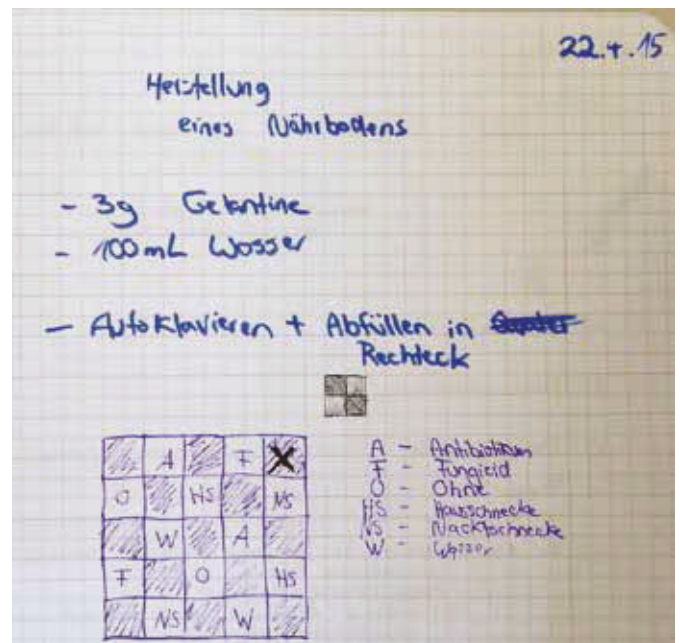 22.4.15
Herstellung
eines Nährbodens
- 3g Gelantine
- 100mL Wasser
- Autoklavieren + Abfüllen in
Rechteck
A F X
O HS NS
W A
F O HS
NS W
A - Antibiotikum
F - Fungizid
O - Ohne
HS - Hausschnecke
NS - Nacktschnecke
W - Wasser